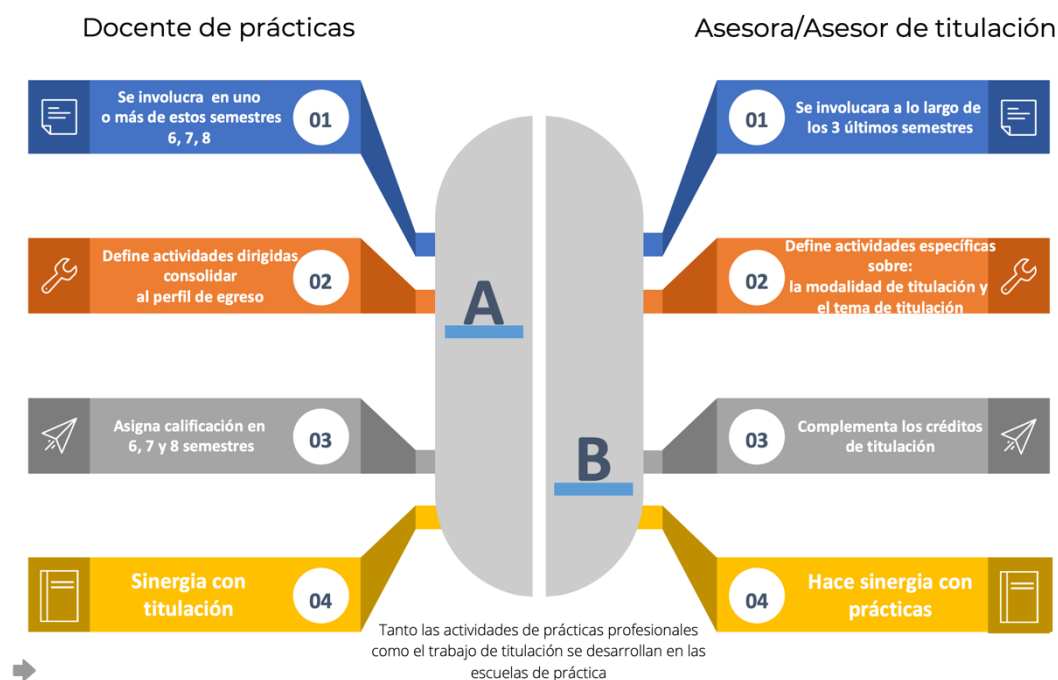 Docente de prácticas
Asesora/Asesor de titulación
Se involucra en uno
o más de estos semestres
6, 7, 8
01
01
Se involucara a lo largo de
los 3 últimos semestres
Define actividades dirigidas
consolidar
al perfil de egreso
02
02
Define actividades específicas
sobre:
la modalidad de titulación y
el tema de titulación
A
Asigna calificación en
6, 7 y 8 semestres
03
B
03
Complementa los créditos
de titulación
Sinergia con
titulación
04
04
Hace sinergia con
prácticas
Tanto las actividades de prácticas profesionales
como el trabajo de titulación se desarrollan en las
escuelas de práctica